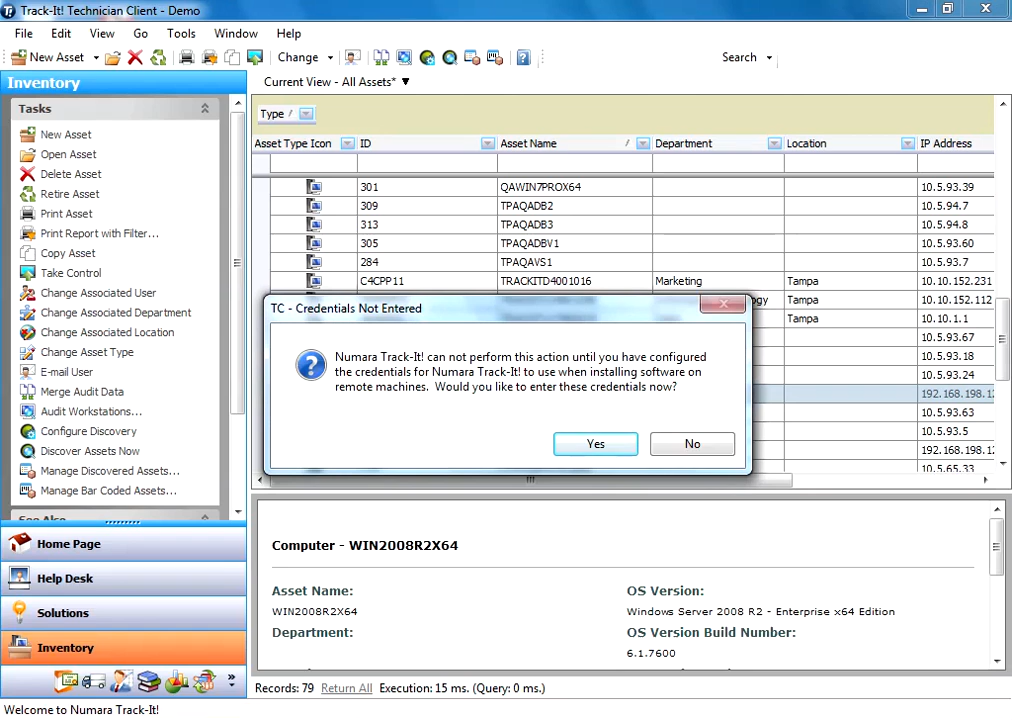 Track-It! Technician Client - Demo
File Edit View Go Tools Window Help
New Asset Change Search
Inventory
Current View - All Assets*
Tasks
New Asset
Open Asset
Delete Asset
Retire Asset
Print Asset
Print Report with Filter...
Copy Asset
Take Control
Change Associated User
Change Associated Department
Change Associated Location
Change Asset Type
E-mail User
Merge Audit Data
Audit Workstations...
Configure Discovery
Discover Assets Now
Manage Discovered Assets...
Manage Bar Coded Assets...
See Also
Home Page
Help Desk
Solutions
Inventory
Type /
Asset Type Icon ID Asset Name / Department Location IP Address
301 QAWIN7PROX64 10.5.93.39
309 TPAQADB2 10.5.94.7
313 TPAQADB3 10.5.94.8
305 TPAQADBV1 10.5.93.60
284 TPAQAVS1 10.5.93.7
C4CPP11 TRACKITD4001016 Marketing Tampa 10.10.152.231
ogy Tampa 10.10.152.112
Tampa 10.10.1.1
10.5.93.67
10.5.93.18
10.5.93.24
192.168.198.12
10.5.93.63
10.5.93.5
192.168.198.12
10.5.65.33
TC - Credentials Not Entered
Numara Track-It! can not perform this action until you have configured
the credentials for Numara Track-It! to use when installing software on
remote machines. Would you like to enter these credentials now?
Yes No
Computer - WIN2008R2X64
Asset Name: OS Version:
WIN2008R2X64 Windows Server 2008 R2 - Enterprise x64 Edition
Department: OS Version Build Number:
6.1.7600
Records: 79 Return All Execution: 15 ms. (Query: 0 ms.)
Welcome to Numara Track-It!